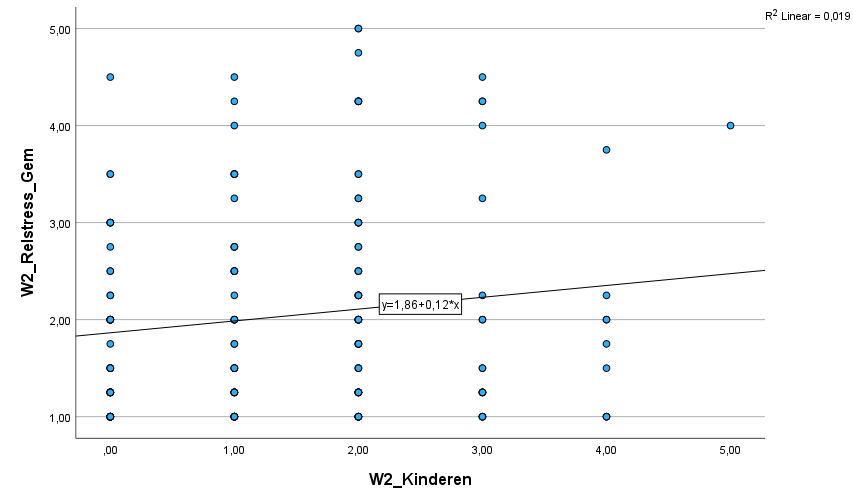 R2 Linear = 0,019
5,00
4,00
3,00
2,00
1,00
W2_Relstress_Gem
y=1,86+0,12*x
,00
1,00
2,00
3,00
4,00
5,00
W2_Kinderen